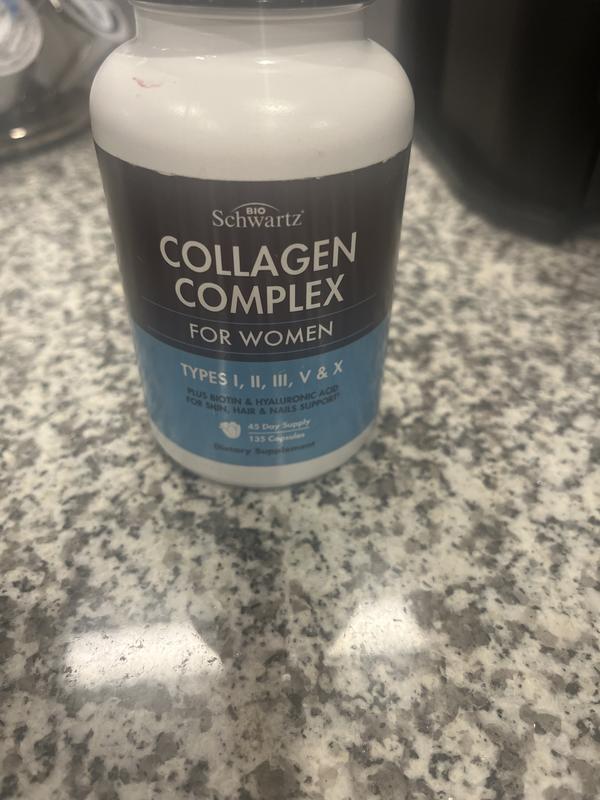 BIO
Schwartz®
COLLAGEN
COMPLEX
FOR WOMEN
TYPES I, II, III, V & X
PLUS BIOTIN & HYALURONIC ACID
FOR SKIN, HAIR & NAILS SUPPORT†
45 Day Supply
135 Capsules
Dietary Supplement